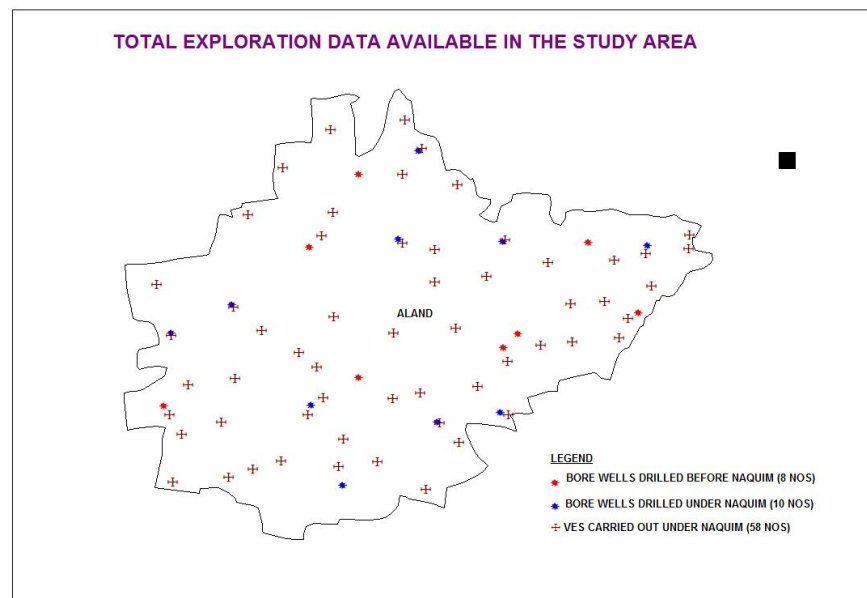 TOTAL EXPLORATION DATA AVAILABLE IN THE STUDY AREA
ALAND
LEGEND
BORE WELLS DRILLED BEFORE NAQUIM (8 NOS)
BORE WELLS DRILLED UNDER NAQUIM (10 NOS)
VES CARRIED OUT UNDER NAQUIM (58 NOS)